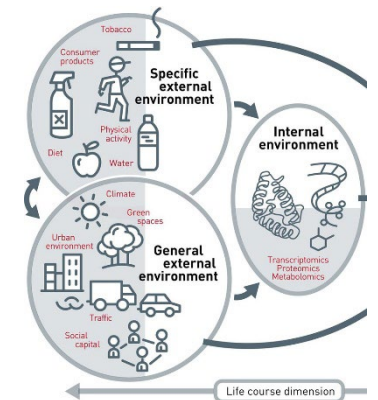 Tobacco
Consumer
products
Specific
external
environment
Physical
activity
Diet
Water
Climate
Green
spaces
Urban
environment
General
external
environment
Traffic
Social
capital
Internal
environment
Transcriptomics
Proteomics
Metabolomics
Life course dimension